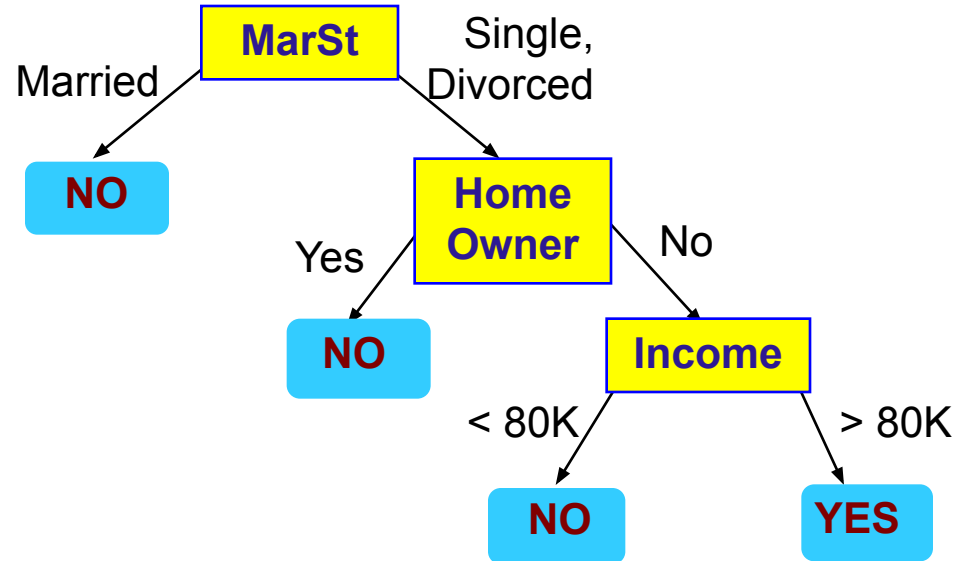 MarSt
Single,
Divorced
Married
NO
Home
Owner
Yes
No
NO
Income
< 80K
> 80K
NO
YES